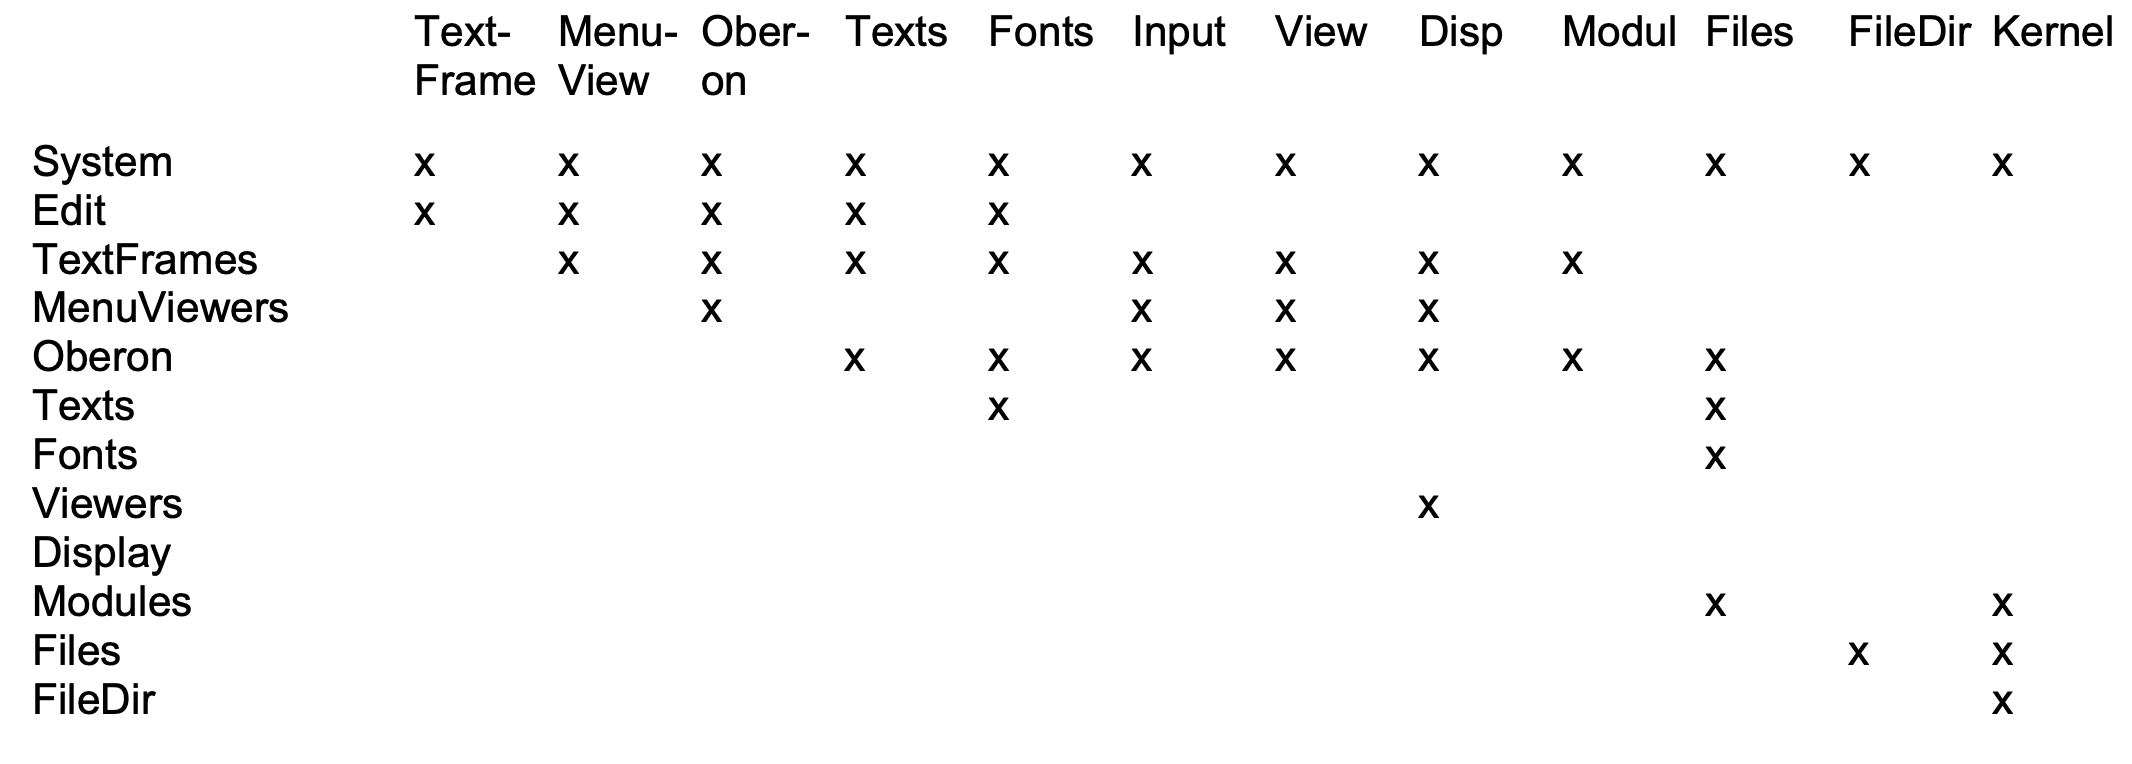 Text- Menu- Ober- Texts Fonts Input View Disp Modul Files FileDir Kernel
Frame View on
System x x x x x x x x x x x x
Edit x x x x x
TextFrames x x x x x x x x
MenuViewers x x x x
Oberon x x x x x x x
Texts x x
Fonts x
Viewers x
Display
Modules x x
Files x x
FileDir x